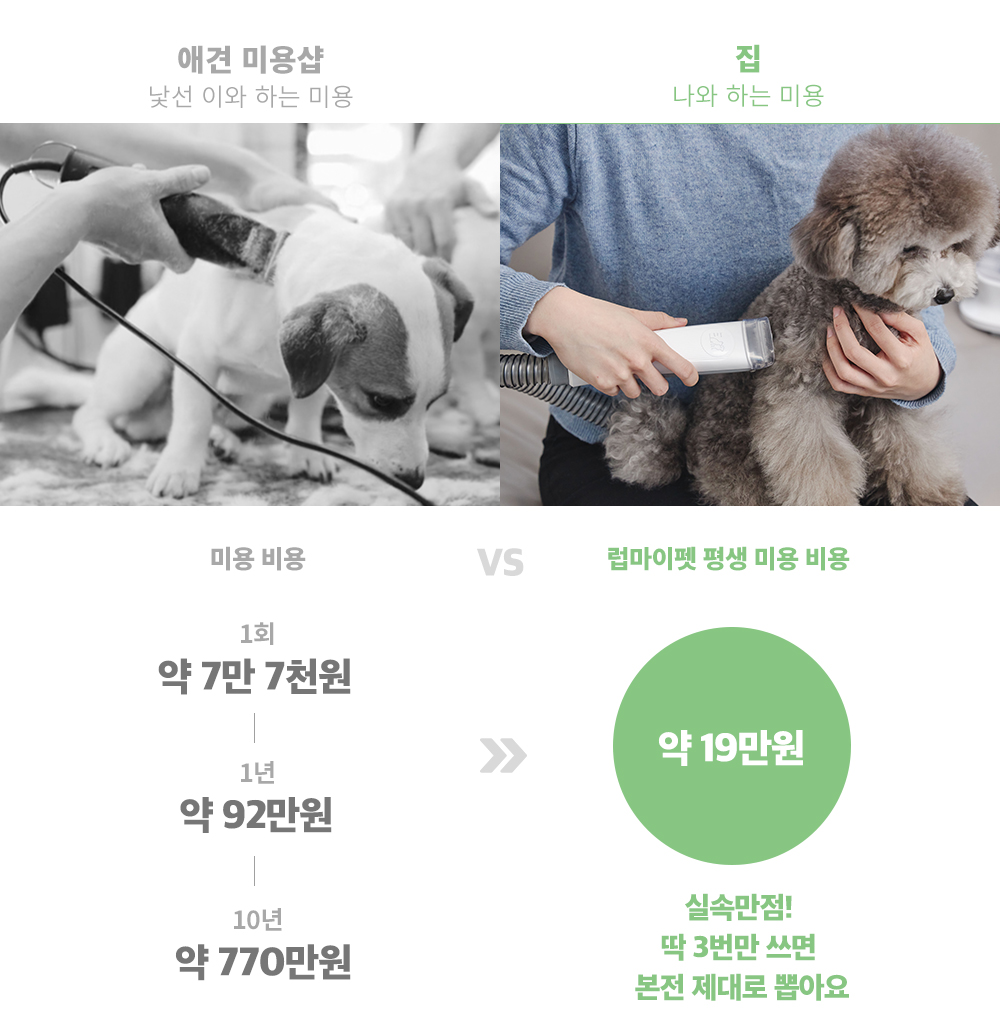 애견 미용샵
낯선 이와 하는 미용
집
나와 하는 미용
미용 비용
VS
럽마이펫 평생 미용 비용
1회
약 7만 7천원
1년
약 92만원
10년
약 770만원
약 19만원
실속만점!
딱 3번만 쓰면
본전 제대로 뽑아요